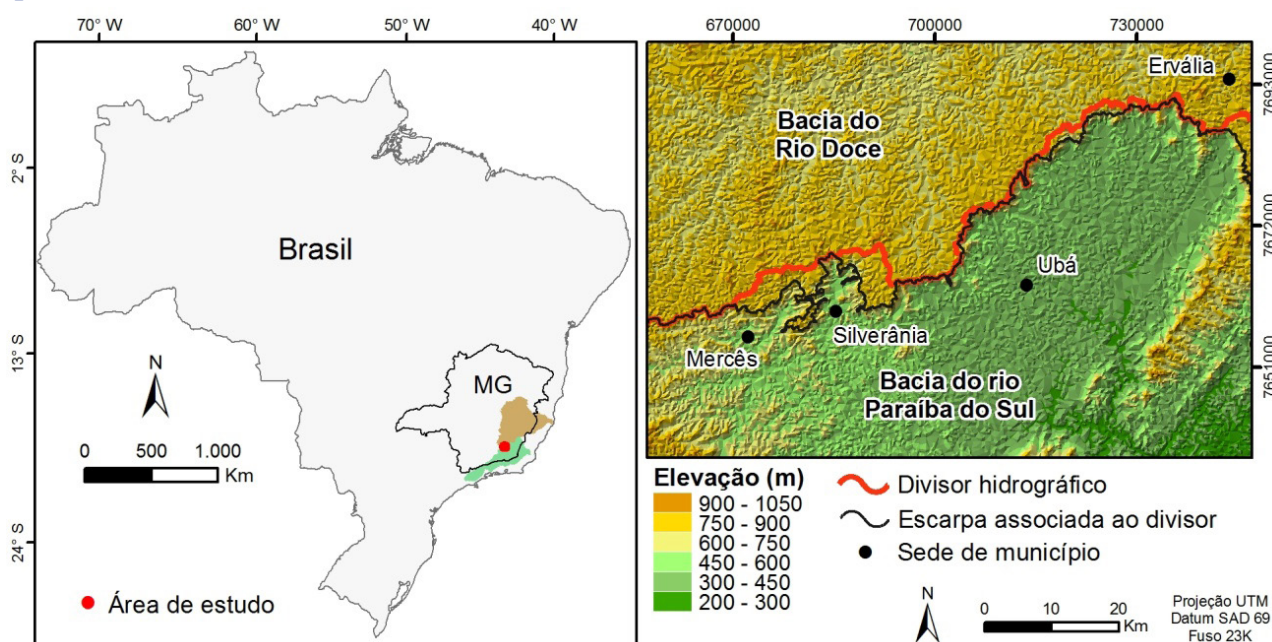 70° W
60° W
50° W
40° W
2° S
13° S
24° S
Brasil
MG
N
0
500
1.000
Km
Área de estudo
670000
700000
730000
7693000
7672000
7651000
Ervália
Bacia do
Rio Doce
Ubá
Silverânia
Mercês
Bacia do rio
Paraíba do Sul
Elevação (m)
900 - 1050
750 - 900
600 - 750
450 - 600
300 - 450
200 - 300
Divisor hidrográfico
Escarpa associada ao divisor
Sede de município
N
0
10
20
Km
Projeção UTM
Datum SAD 69
Fuso 23K